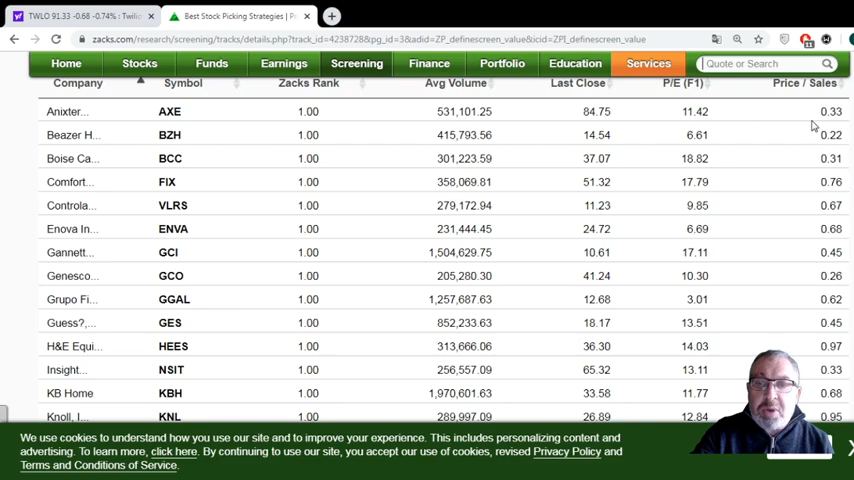 TWLO 91.33 -0.68 -0.74% : Twilio
Best Stock Picking Strategies | Pr
zacks.com/research/screening/tracks/details.php?track_id=4238728&pg_id=3&adid=ZP_definescreen_value&icid=ZPI_definescreen_value
Home Stocks Funds Earnings Screening Finance Portfolio Education Services Quote or Search
Company Symbol Zacks Rank Avg Volume Last Close P/E (F1) Price / Sales
Anixter... AXE 1.00 531,101.25 84.75 11.42 0.33
Beazer H... BZH 1.00 415,793.56 14.54 6.61 0.22
Boise Ca... BCC 1.00 301,223.59 37.07 18.82 0.31
Comfort... FIX 1.00 358,069.81 51.32 17.79 0.76
Controla... VLRS 1.00 279,172.94 11.23 9.85 0.67
Enova In... ENVA 1.00 231,444.45 24.72 6.69 0.68
Gannett... GCI 1.00 1,504,629.75 10.61 17.11 0.45
Genesco... GCO 1.00 205,280.30 41.24 10.30 0.26
Grupo Fi... GGAL 1.00 1,257,687.63 12.68 3.01 0.62
Guess?,... GES 1.00 852,233.63 18.17 13.51 0.45
H&E Equi... HEES 1.00 313,666.06 36.30 14.03 0.97
Insight... NSIT 1.00 256,557.09 65.32 13.11 0.33
KB Home KBH 1.00 1,970,601.63 33.58 11.77 0.68
Knoll, I... KNL 1.00 289,997.09 26.89 12.84 0.95
We use cookies to understand how you use our site and to improve your experience. This includes personalizing content and
advertising. To learn more, click here. By continuing to use our site, you accept our use of cookies, revised Privacy Policy and
Terms and Conditions of Service.